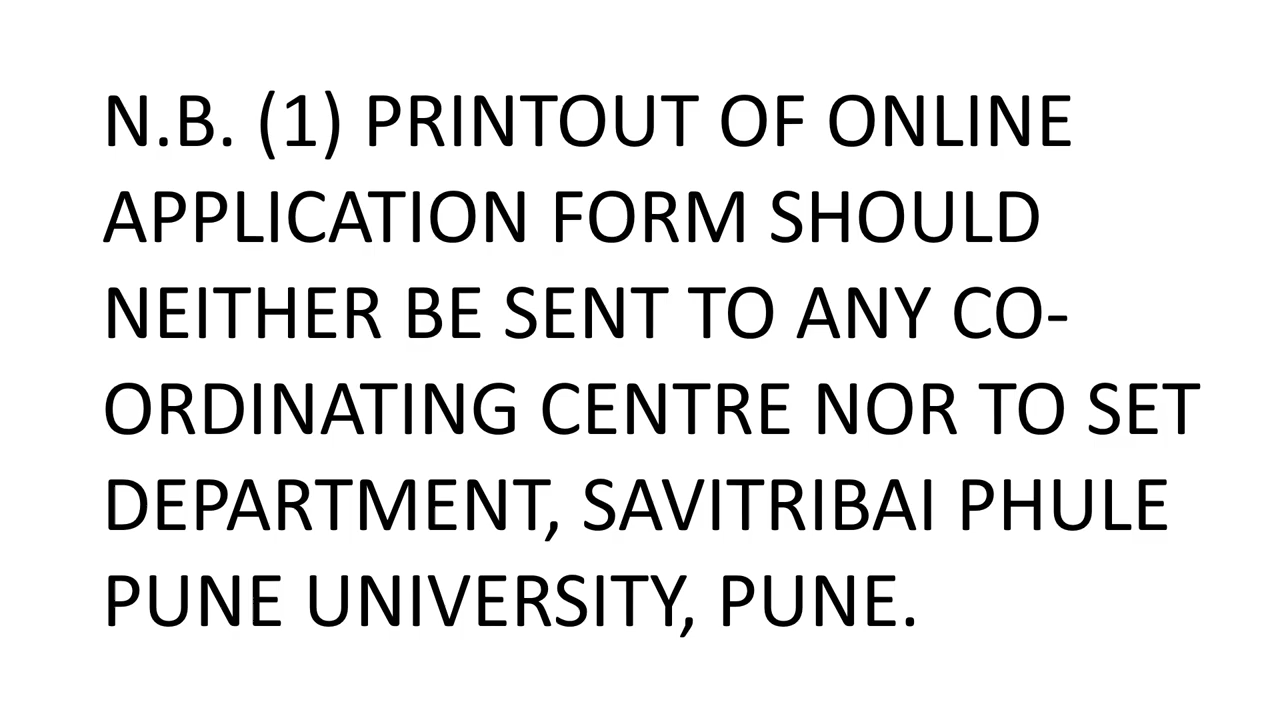 N.B. (1) PRINTOUT OF ONLINE
APPLICATION FORM SHOULD
NEITHER BE SENT TO ANY CO-
ORDINATING CENTRE NOR TO SET
DEPARTMENT, SAVITRIBAI PHULE
PUNE UNIVERSITY, PUNE.